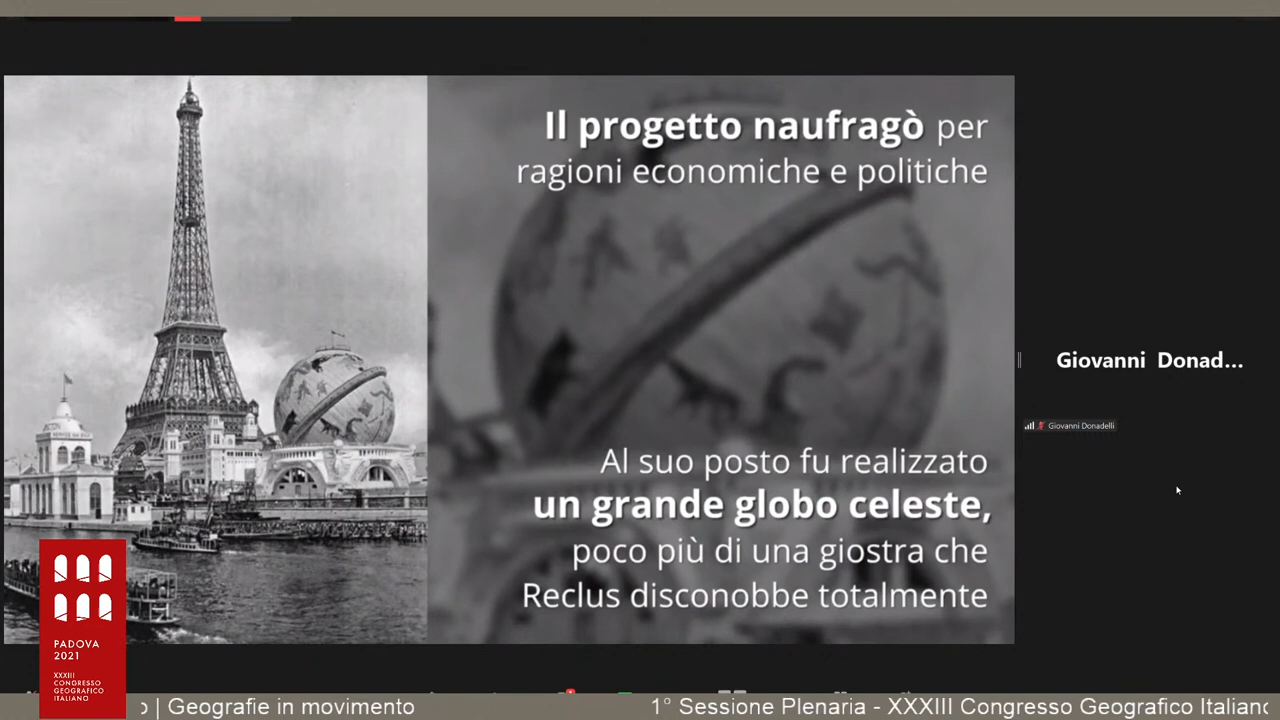 Il progetto naufragò per
ragioni economiche e politiche
Al suo posto fu realizzato
un grande globo celeste,
poco più di una giostra che
Reclus disconobbe totalmente
Giovanni Donad...
Giovanni Donadelli
PADOVA
2021
XXXIII
CONGRESSO
GEOGRAFICO
ITALIANO
| Geografie in movimento
1° Sessione Plenaria - XXXIII Congresso Geografico Italiano